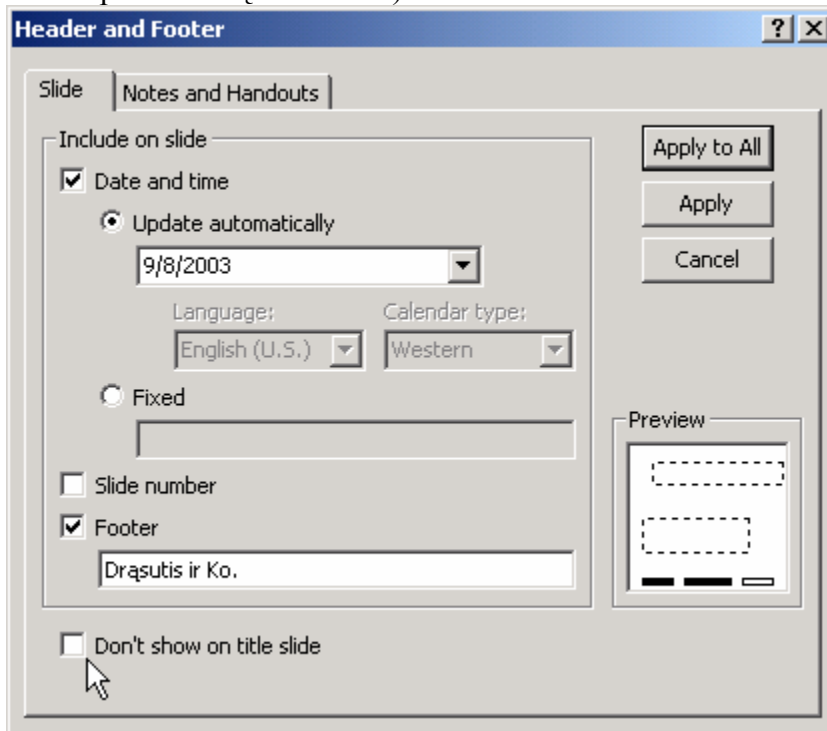 Header and Footer
Slide
Notes and Handouts
Include on slide
Date and time
Update automatically
9/8/2003
Language:
Calendar type:
English (U.S.)
Western
Fixed
Slide number
Footer
Drąsutis ir Ko.
Don't show on title slide
Apply to All
Apply
Cancel
Preview